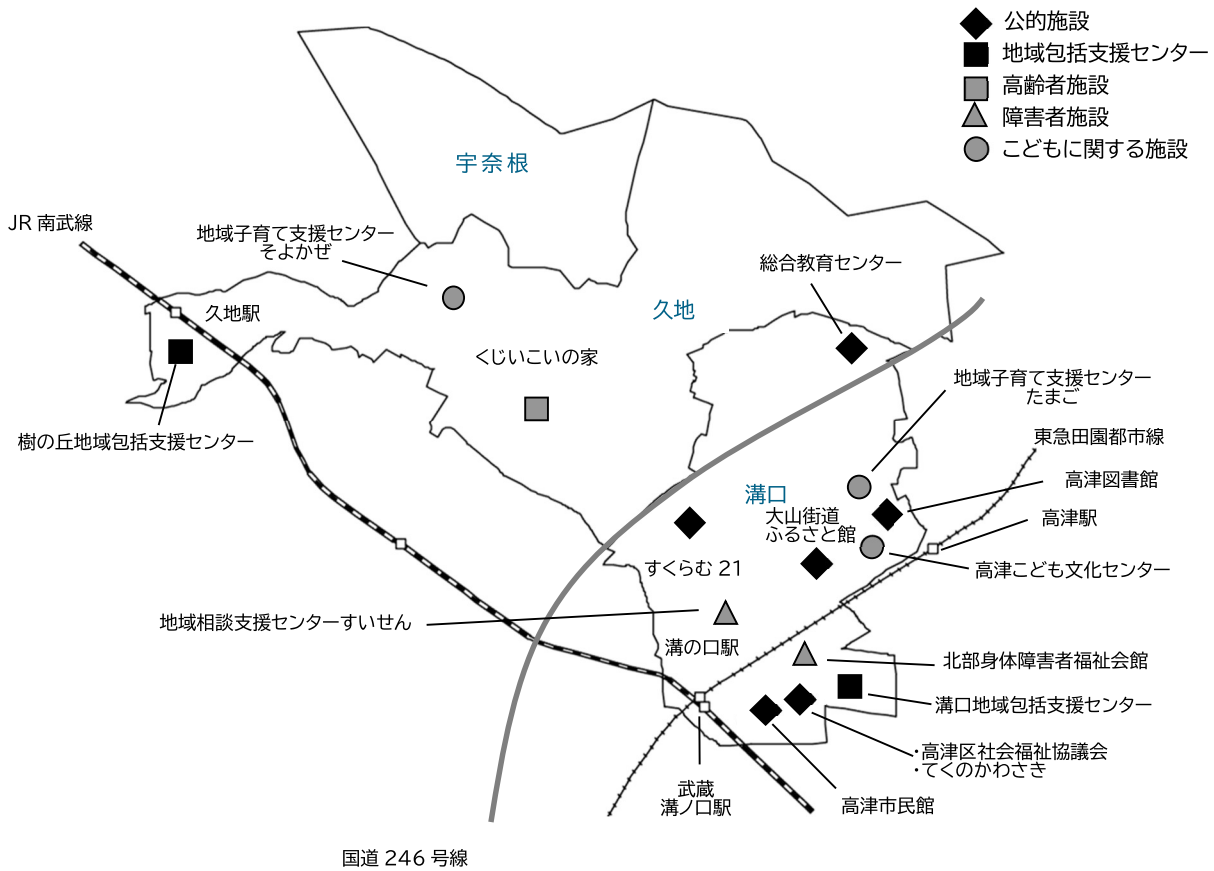 公的施設
地域包括支援センター
高齢者施設
障害者施設
こどもに関する施設
宇奈根
JR 南武線
地域子育て支援センター
そよかぜ
総合教育センター
久地駅
久地
くじいこいの家
地域子育て支援センター
たまご
樹の丘地域包括支援センター
東急田園都市線
高津図書館
溝口
大山街道
ふるさと館
高津駅
すくらむ 21
高津こども文化センター
地域相談支援センターすいせん
溝の口駅
北部身体障害者福祉会館
溝口地域包括支援センター
・高津区社会福祉協議会
・てくのかわさき
武蔵
溝ノ口駅
高津市民館
国道 246 号線